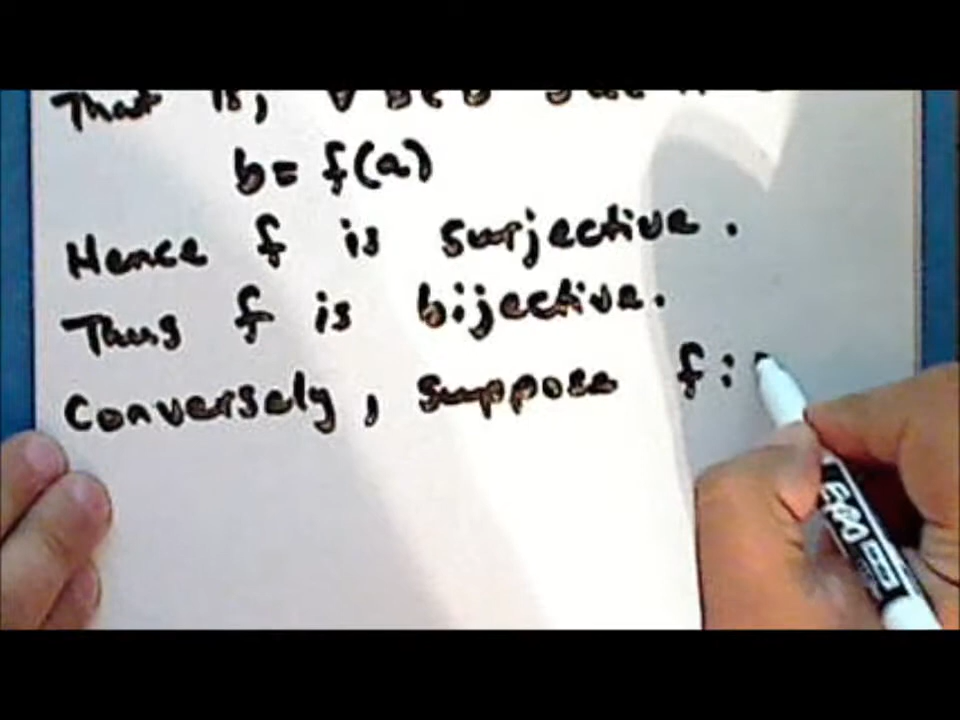 That is,
b = f(a)
Hence f is surjective.
Thus f is bijective.
Conversely, suppose f:
EXPO